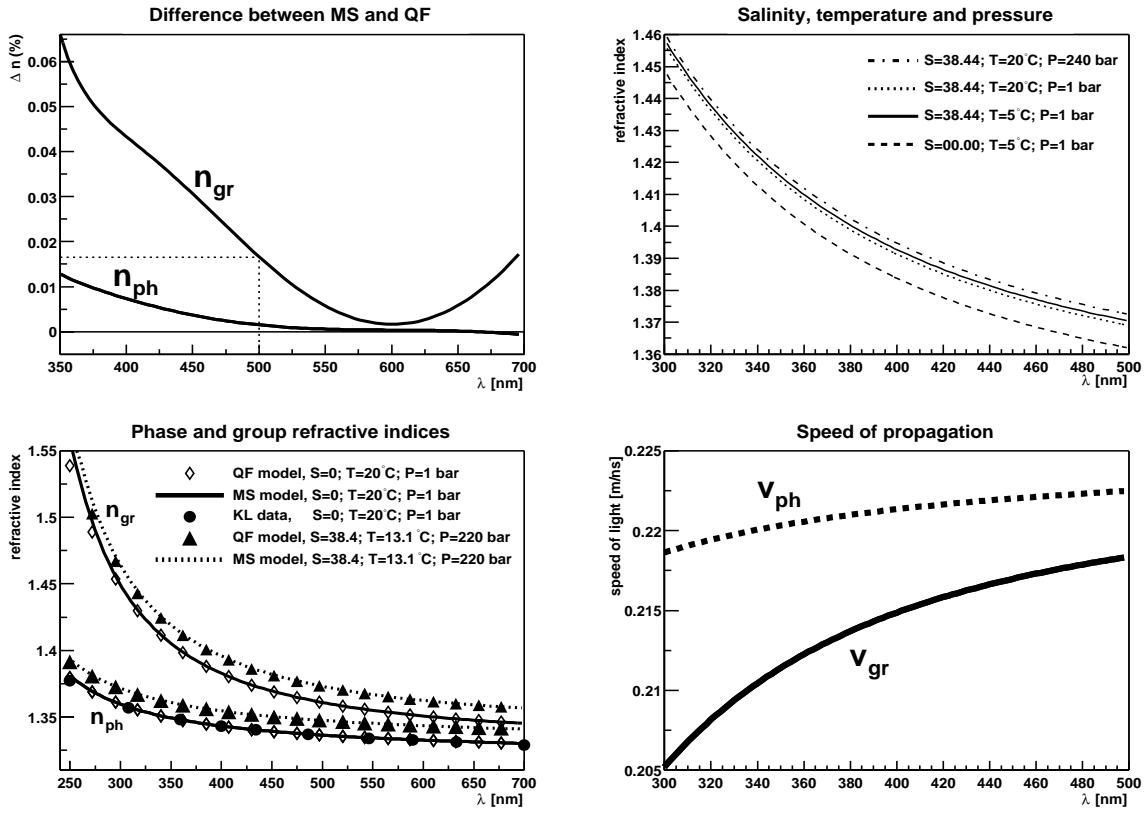 Difference between MS and QF
Δ n (%)
0.06
0.05
0.04
0.03
0.02
0.01
0
n gr
n ph
350 400 450 500 550 600 650 700
λ [nm]
Salinity, temperature and pressure
refractive index
1.46
1.45
1.44
1.43
1.42
1.41
1.4
1.39
1.38
1.37
1.36
S=38.44; T=20°C; P=240 bar
S=38.44; T=20°C; P=1 bar
S=38.44; T=5°C; P=1 bar
S=00.00; T=5°C; P=1 bar
300 320 340 360 380 400 420 440 460 480 500
λ [nm]
Phase and group refractive indices
refractive index
1.55
1.5
1.45
1.4
1.35
QF model, S=0; T=20°C; P=1 bar
MS model, S=0; T=20°C; P=1 bar
KL data, S=0; T=20°C; P=1 bar
QF model, S=38.4; T=13.1°C; P=220 bar
MS model, S=38.4; T=13.1°C; P=220 bar
n gr
n ph
250 300 350 400 450 500 550 600 650 700
λ [nm]
Speed of propagation
speed of light [m/ns]
0.225
0.22
0.215
0.21
0.205
v ph
v gr
300 320 340 360 380 400 420 440 460 480 500
λ [nm]